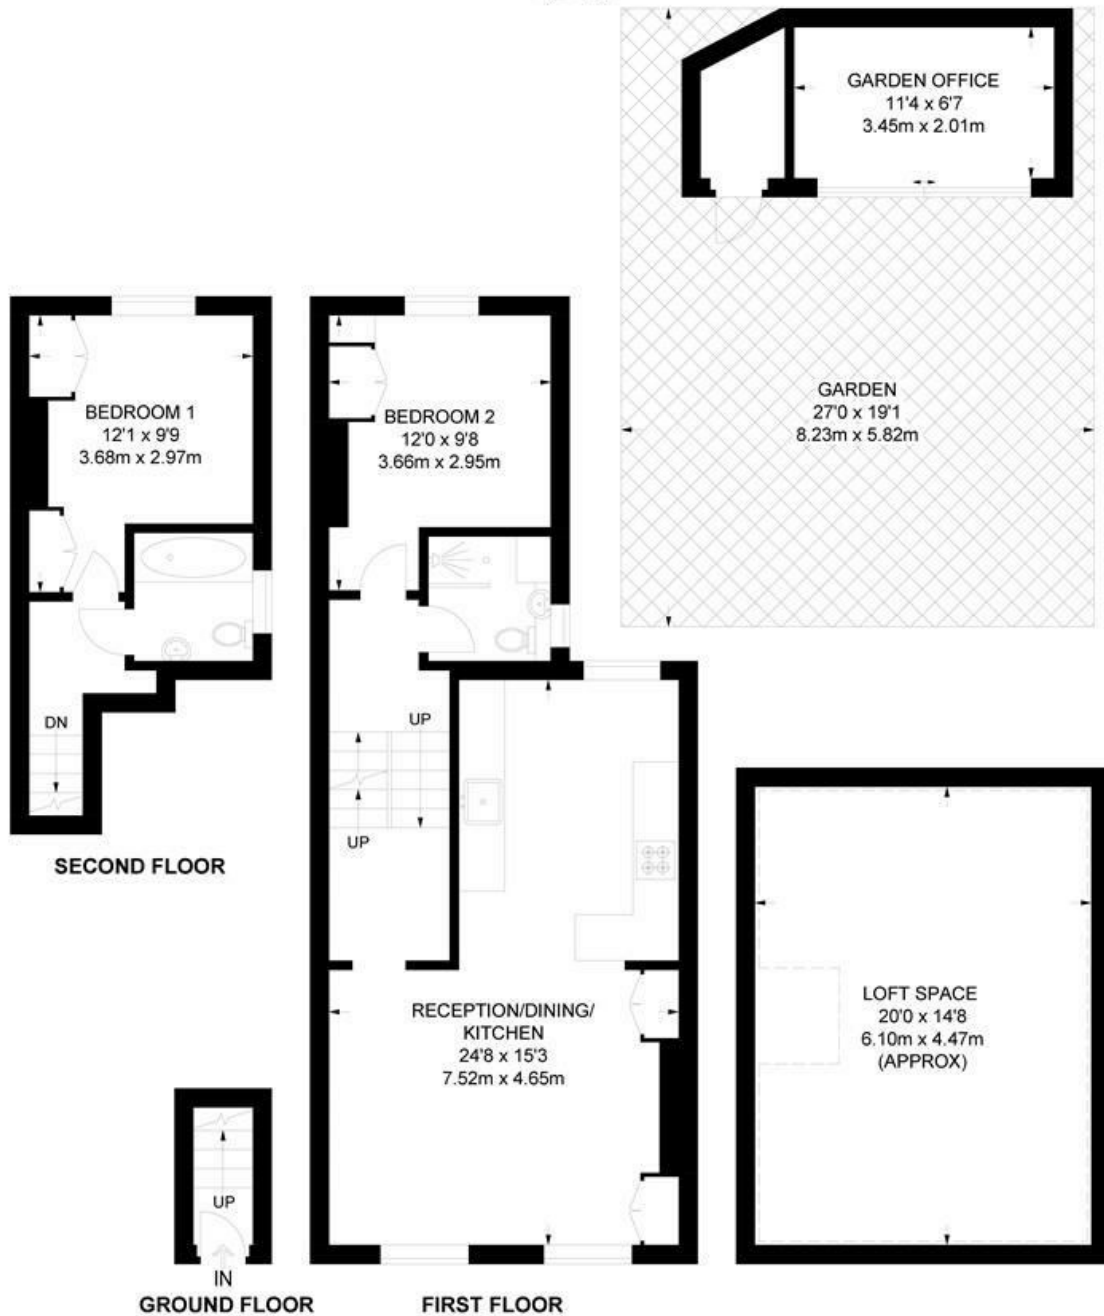 GARDEN OFFICE
11'4 x 6'7
3.45m x 2.01m
GARDEN
27'0 x 19'1
8.23m x 5.82m
BEDROOM 1
12'1 x 9'9
3.68m x 2.97m
DN
SECOND FLOOR
BEDROOM 2
12'0 x 9'8
3.66m x 2.95m
UP
UP
RECEPTION/DINING/
KITCHEN
24'8 x 15'3
7.52m x 4.65m
LOFT SPACE
20'0 x 14'8
6.10m x 4.47m
(APPROX)
UP
IN
GROUND FLOOR
FIRST FLOOR